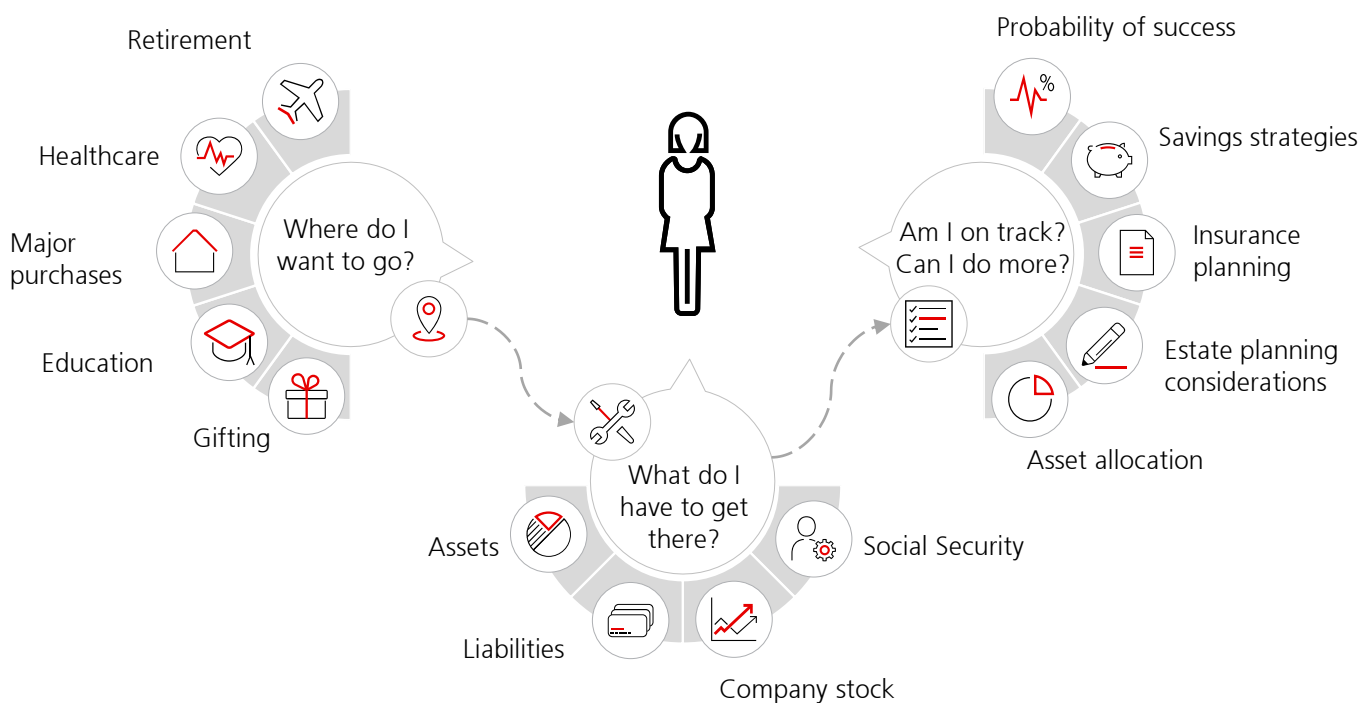 Retirement
Healthcare
Major
purchases
Education
Gifting
Where do I
want to go?
What do I
have to get
there?
Assets
Liabilities
Company stock
Social Security
Am I on track?
Can I do more?
Probability of success
%
Savings strategies
Insurance
planning
Estate planning
considerations
Asset allocation